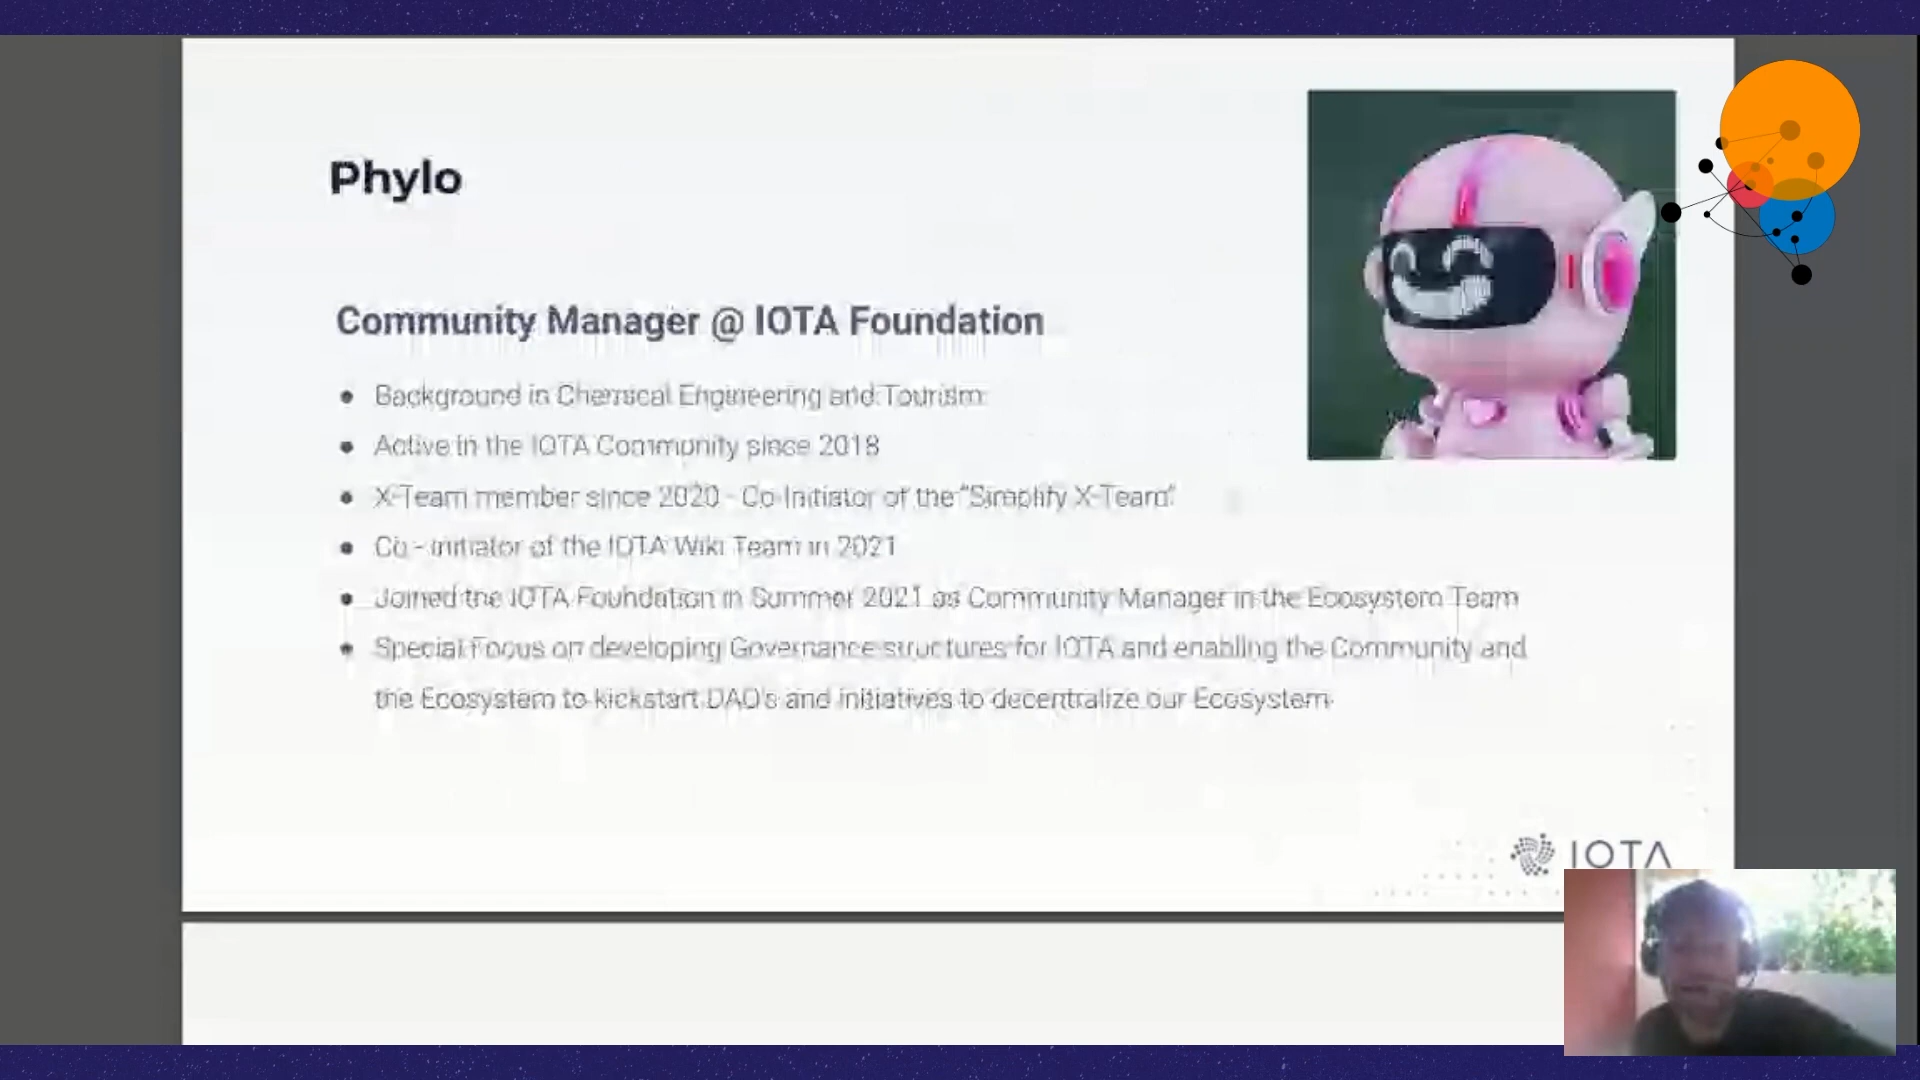 Phylo
Community Manager @ IOTA Foundation
Background in Chemical Engineering and Tourism
Active in the IOTA Community since 2018
X-Team member since 2020 - Co-Initiator of the "Simplify X-Team"
Co - initiator of the IOTA Wiki Team in 2021
Joined the IOTA Foundation in Summer 2021 as Community Manager in the Ecosystem Team
Special Focus on developing Governance structures for IOTA and enabling the Community and
the Ecosystem to kickstart DAO's and initiatives to decentralize our Ecosystem
IOTA